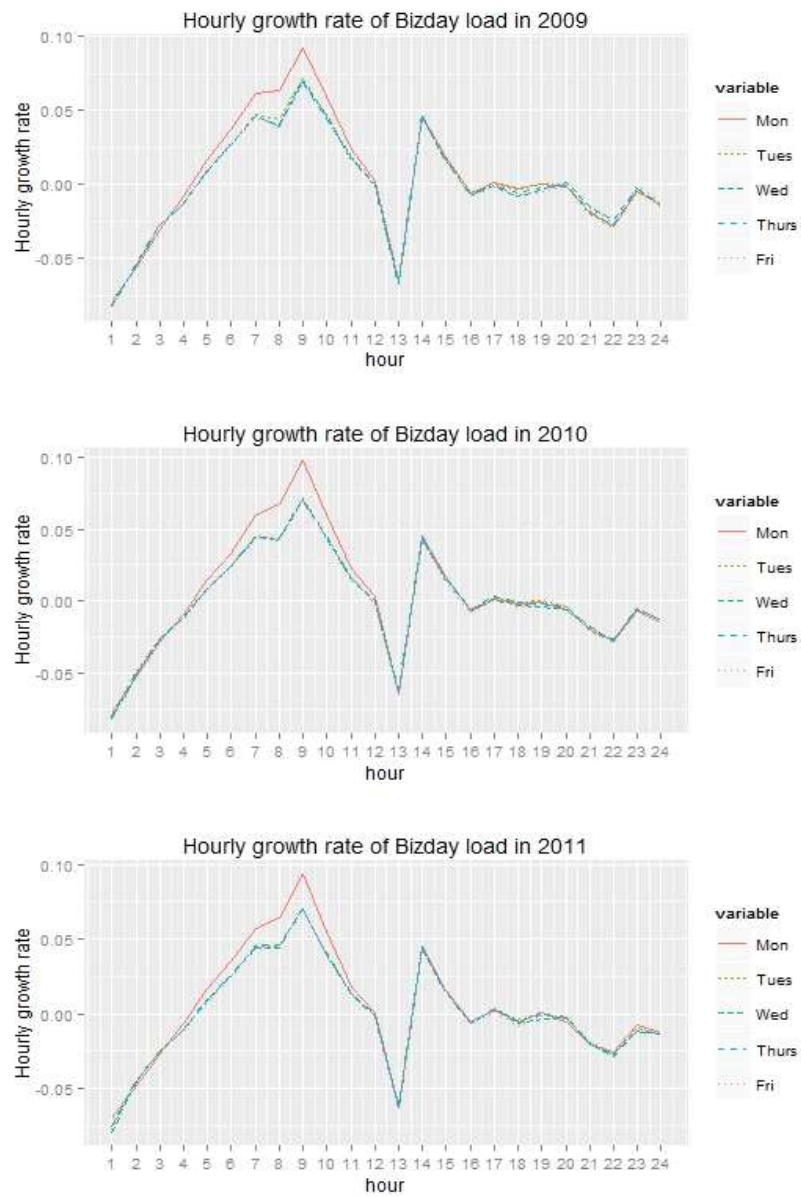 Hourly growth rate of Bizday load in 2009
Hourly growth rate
0.10
0.05
0.00
-0.05
1 2 3 4 5 6 7 8 9 10 11 12 13 14 15 16 17 18 19 20 21 22 23 24
hour
variable
Mon
Tues
Wed
Thurs
Fri
Hourly growth rate of Bizday load in 2010
Hourly growth rate
0.10
0.05
0.00
-0.05
1 2 3 4 5 6 7 8 9 10 11 12 13 14 15 16 17 18 19 20 21 22 23 24
hour
variable
Mon
Tues
Wed
Thurs
Fri
Hourly growth rate of Bizday load in 2011
Hourly growth rate
0.10
0.05
0.00
-0.05
1 2 3 4 5 6 7 8 9 10 11 12 13 14 15 16 17 18 19 20 21 22 23 24
hour
variable
Mon
Tues
Wed
Thurs
Fri